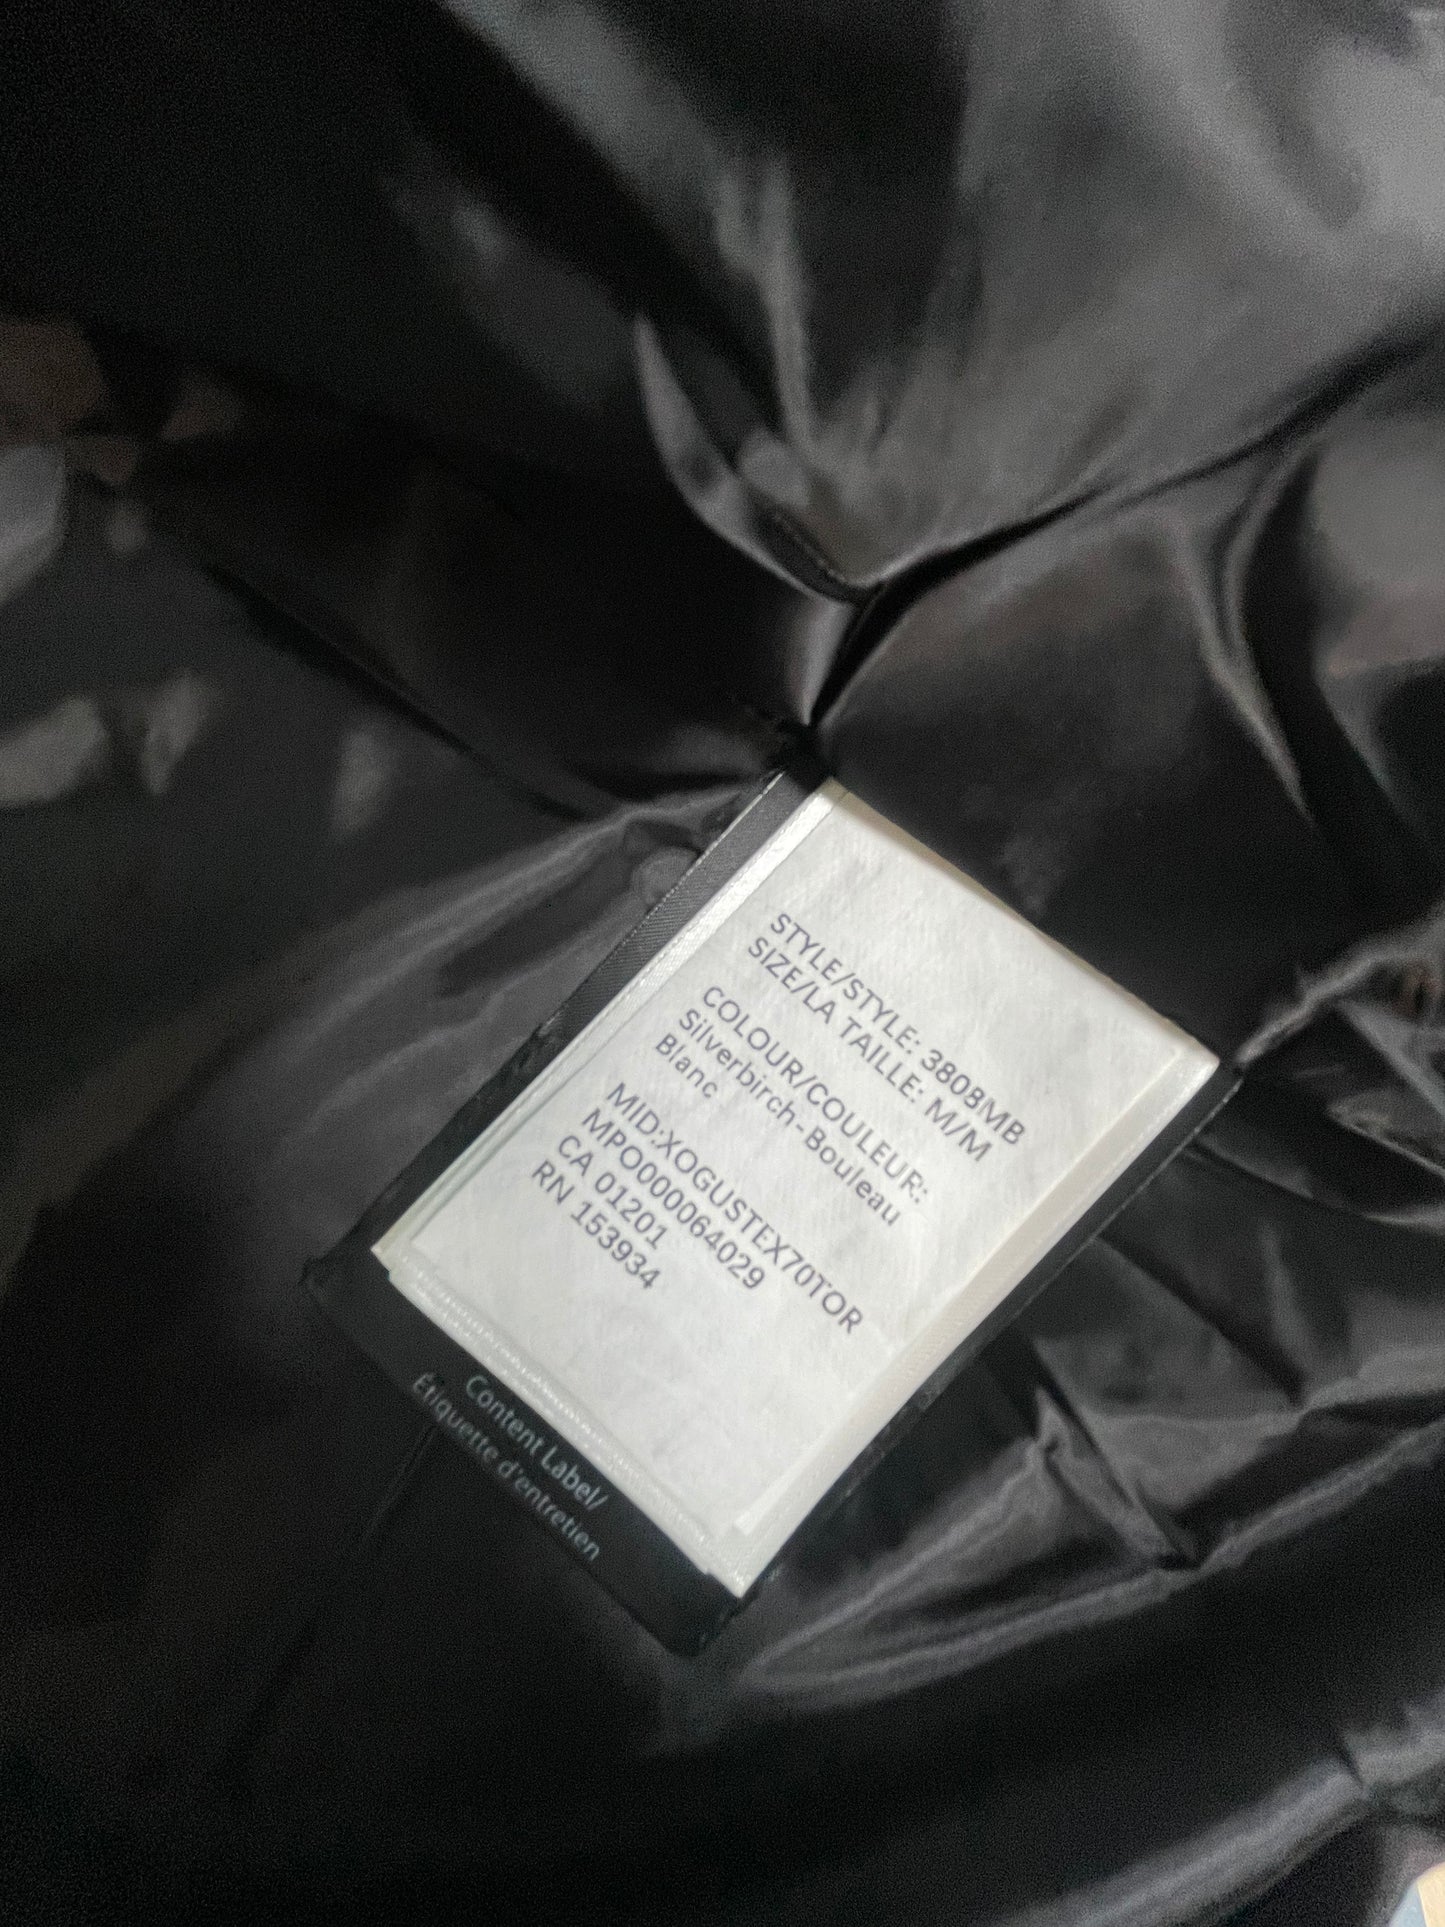 STYLE/STYLE: 3808MB
SIZE/LA TAILLE: M/M
COLOUR/COULEUR:
Silverbirch-Bouleau
Blanc
MID:XOGUSTEX70TOR
MPO000064029
CA 01201
RN 153934
Content Label/
Étiquette d'entretien